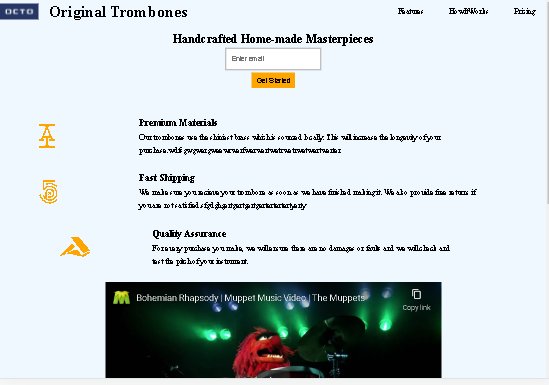 OCTO
Original Trombones
Features HowItWorks Pricing
Handcrafted Home-made Masterpieces
Enter email
Get Started
Premium Materials
Our trombones use the shiniest brass which is sourced locally. This will increase the longevity of your
purchase.
Fast Shipping
We make sure you recieve your trombone as soon as we have finished making it. We also provide free returns if
you are not satisfied.
Quality Assurance
For every purchase you make, we will ensure there are no damages or faults and we will check and
test the pitch of your instrument.
Bohemian Rhapsody | Muppet Music Video | The Muppets
Copy link